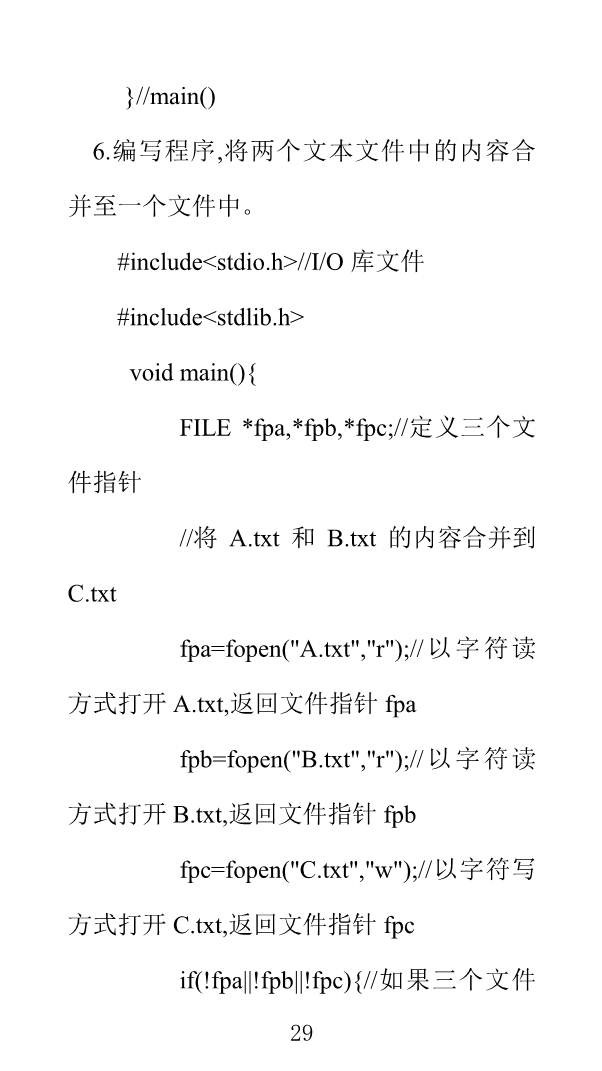 }//main()
6.编写程序,将两个文本文件中的内容合
并至一个文件中。
#include<stdio.h>//I/O 库文件
#include<stdlib.h>
void main(){
FILE *fpa,*fpb,*fpc;//定义三个文
件指针
//将 A.txt 和 B.txt 的内容合并到
C.txt
fpa=fopen("A.txt","r");//以字符读
方式打开 A.txt,返回文件指针 fpa
fpb=fopen("B.txt","r");//以字符读
方式打开 B.txt,返回文件指针 fpb
fpc=fopen("C.txt","w");//以字符写
方式打开 C.txt,返回文件指针 fpc
if(!fpa||!fpb||!fpc){//如果三个文件
29